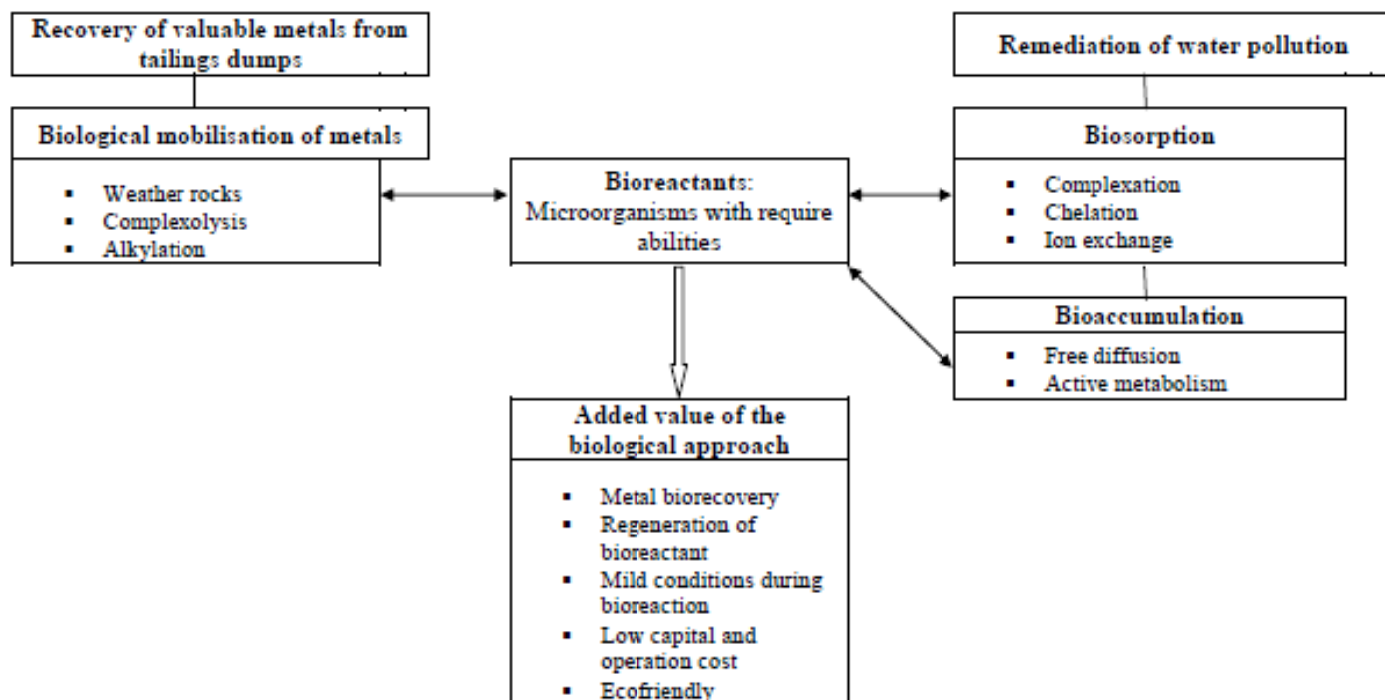 Recovery of valuable metals from
tailings dumps
Biological mobilisation of metals
▪ Weather rocks
▪ Complexolysis
▪ Alkylation
Bioreactants:
Microorganisms with require
abilities
Remediation of water pollution
Biosorption
▪ Complexation
▪ Chelation
▪ Ion exchange
Bioaccumulation
▪ Free diffusion
▪ Active metabolism
Added value of the
biological approach
▪ Metal biorecovery
▪ Regeneration of
bioreactant
▪ Mild conditions during
bioreaction
▪ Low capital and
operation cost
▪ Ecofriendly